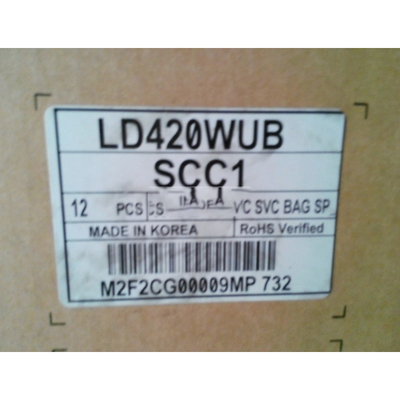 LD420WUB
SCC1
12 PCS VC SVC BAG SP
MADE IN KOREA RoHS Verified
M2F2CG00009MP 732